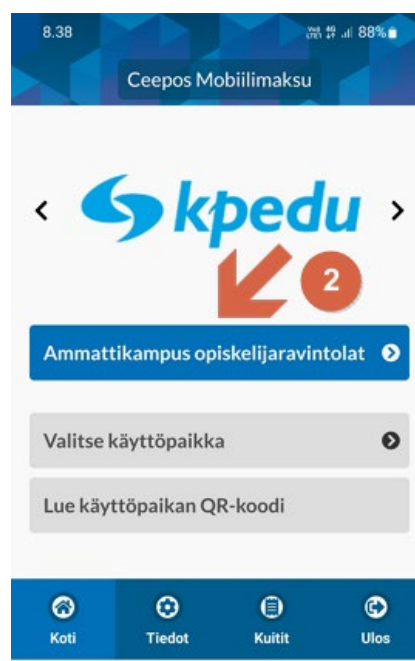 8.38 88%
Ceepos Mobiilimaksu
kpedu
2
Ammattikampus opiskelijaravintolat
Valitse käyttöpaikka
Lue käyttöpaikan QR-koodi
Koti Tiedot Kuitit Ulos